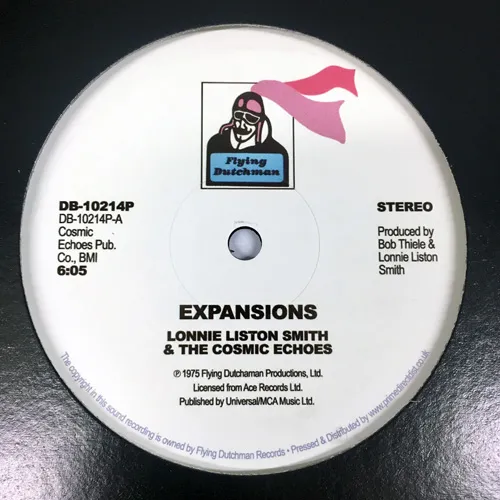 Flying
Dutchman
DB-10214P
DB-10214P-A
Cosmic
Echoes Pub.
Co., BMI
6:05
STEREO
Produced by
Bob Thiele &
Lonnie Liston
Smith
EXPANSIONS
LONNIE LISTON SMITH
& THE COSMIC ECHOES
℗ 1975 Flying Dutchaman Productions, Ltd.
Licensed from Ace Records Ltd.
Published by Universal/MCA Music Ltd.
The copyright in this sound recording is owned by Flying Dutchman Records • Pressed & Distributed by www.primedirectdist.co.uk